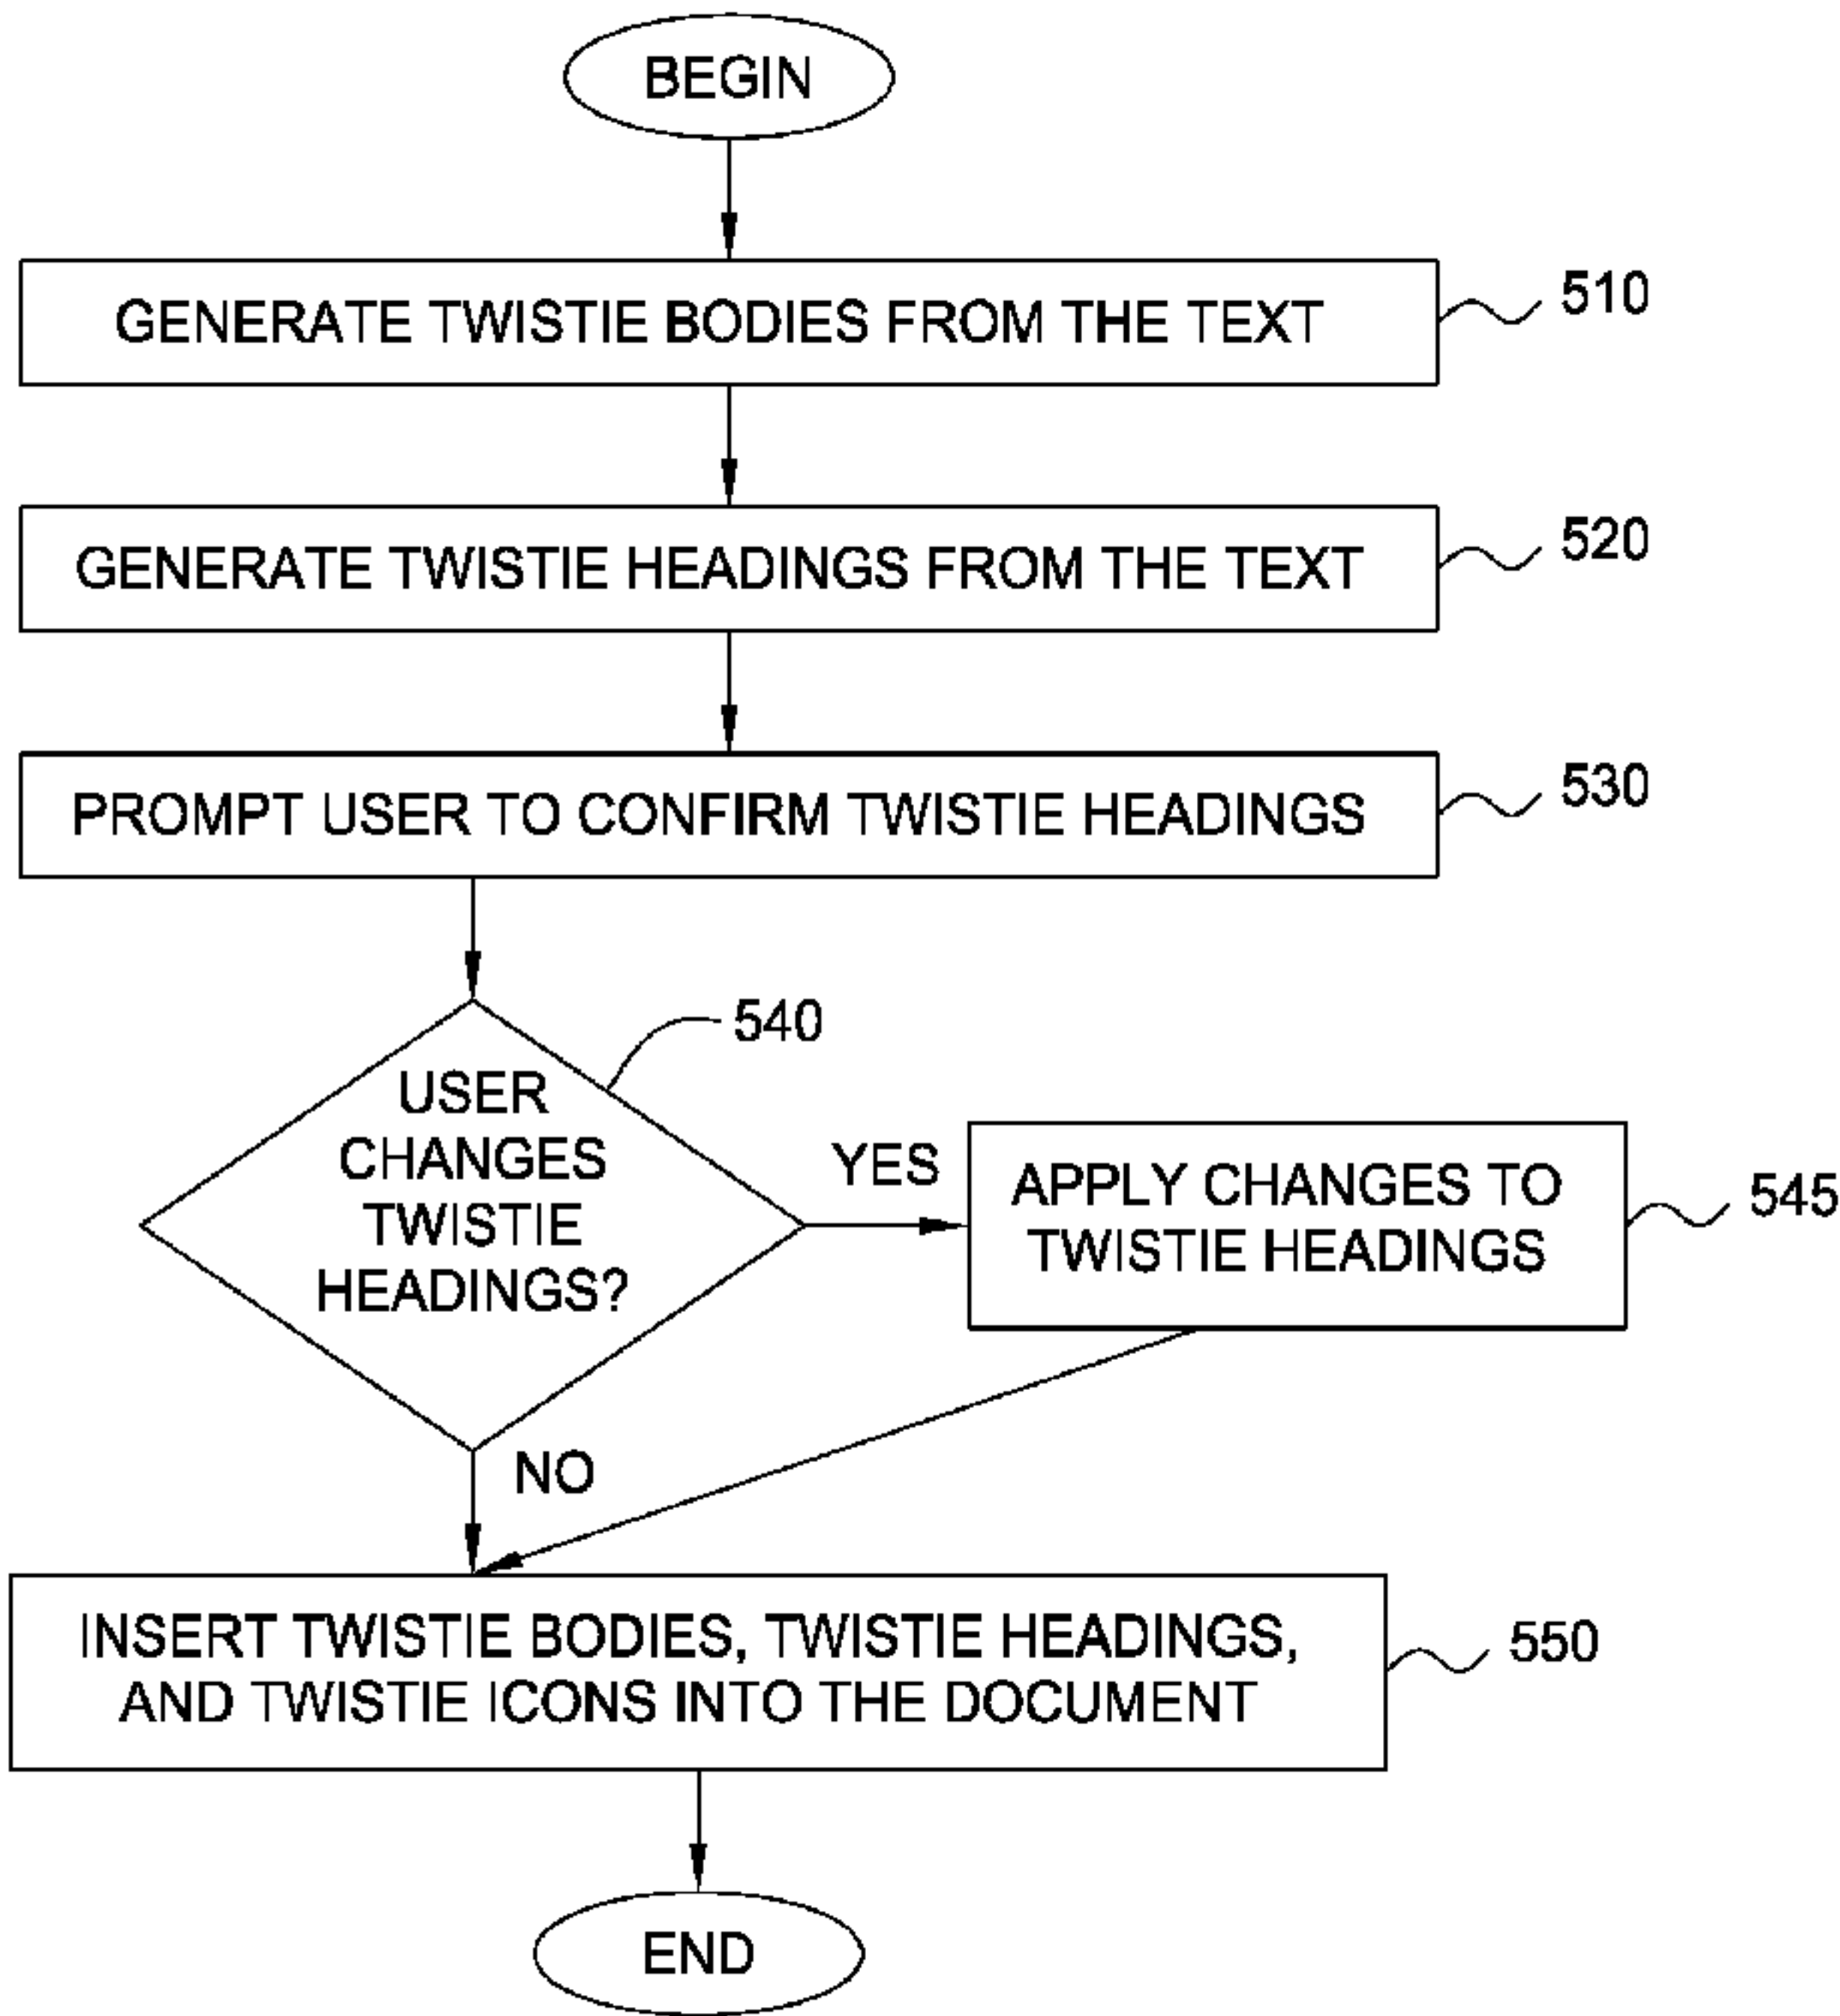 BEGIN
GENERATE TWISTIE BODIES FROM THE TEXT
510
GENERATE TWISTIE HEADINGS FROM THE TEXT
520
PROMPT USER TO CONFIRM TWISTIE HEADINGS
530
540
USER
CHANGES
TWISTIE
HEADINGS?
YES
APPLY CHANGES TO
TWISTIE HEADINGS
545
NO
INSERT TWISTIE BODIES, TWISTIE HEADINGS,
AND TWISTIE ICONS INTO THE DOCUMENT
550
END